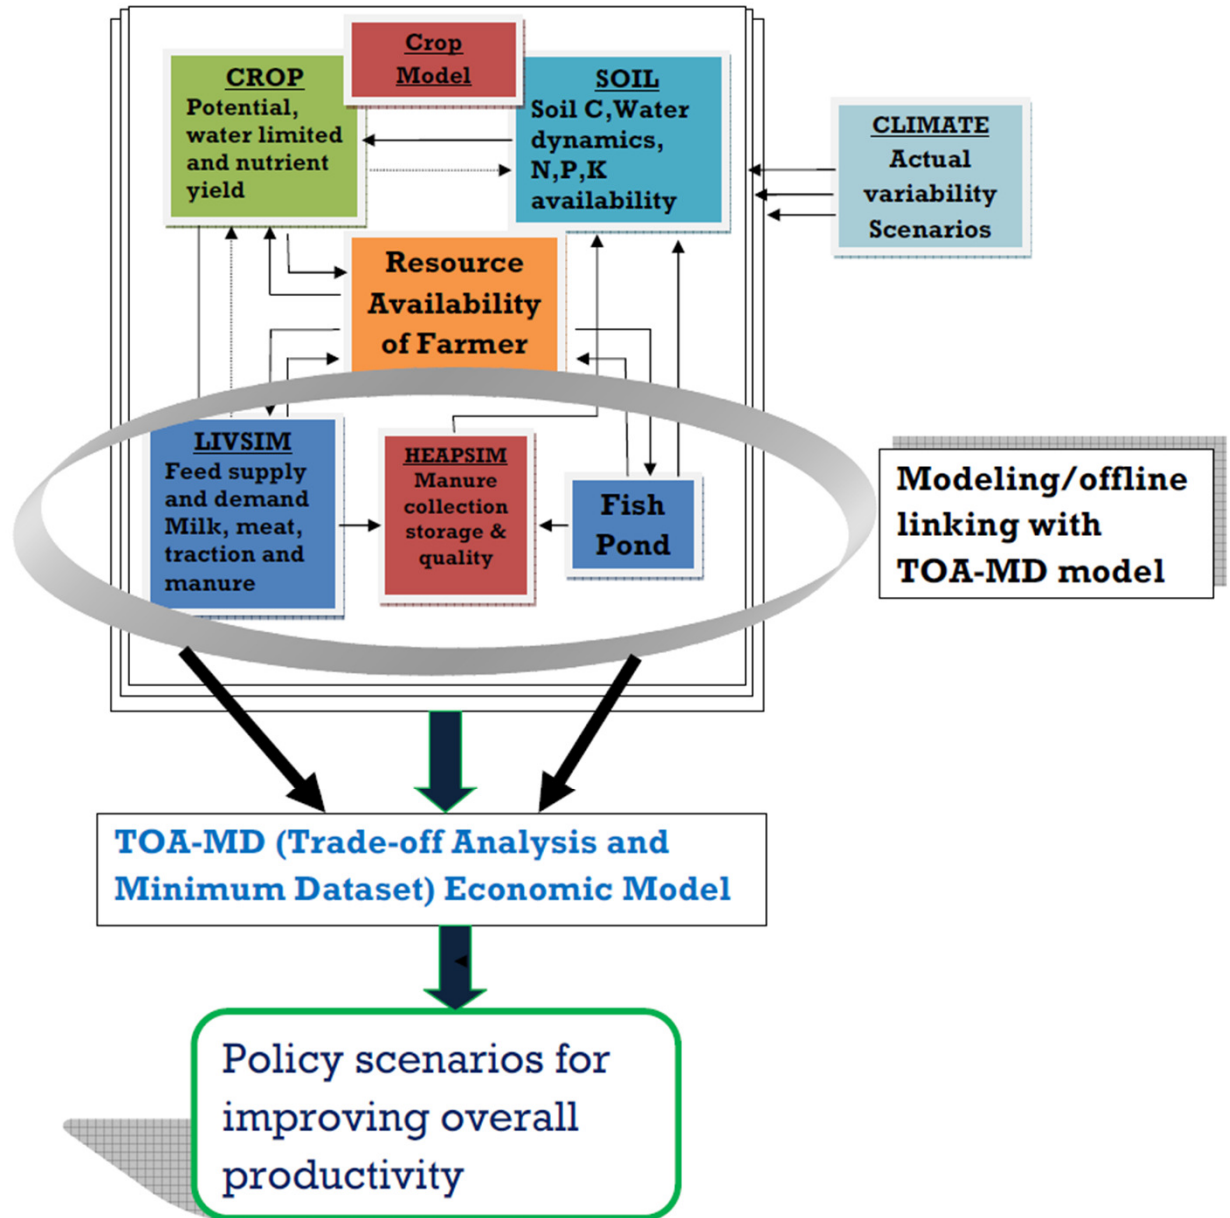 Crop
Model
CROP
Potential,
water limited
and nutrient
yield
SOIL
Soil C,Water
dynamics,
N,P,K
availability
CLIMATE
Actual
variability
Scenarios
Resource
Availability
of Farmer
LIVSIM
Feed supply
and demand
Milk, meat,
traction and
manure
HEAPSIM
Manure
collection
storage &
quality
Fish
Pond
Modeling/offline
linking with
TOA-MD model
TOA-MD (Trade-off Analysis and
Minimum Dataset) Economic Model
Policy scenarios for
improving overall
productivity